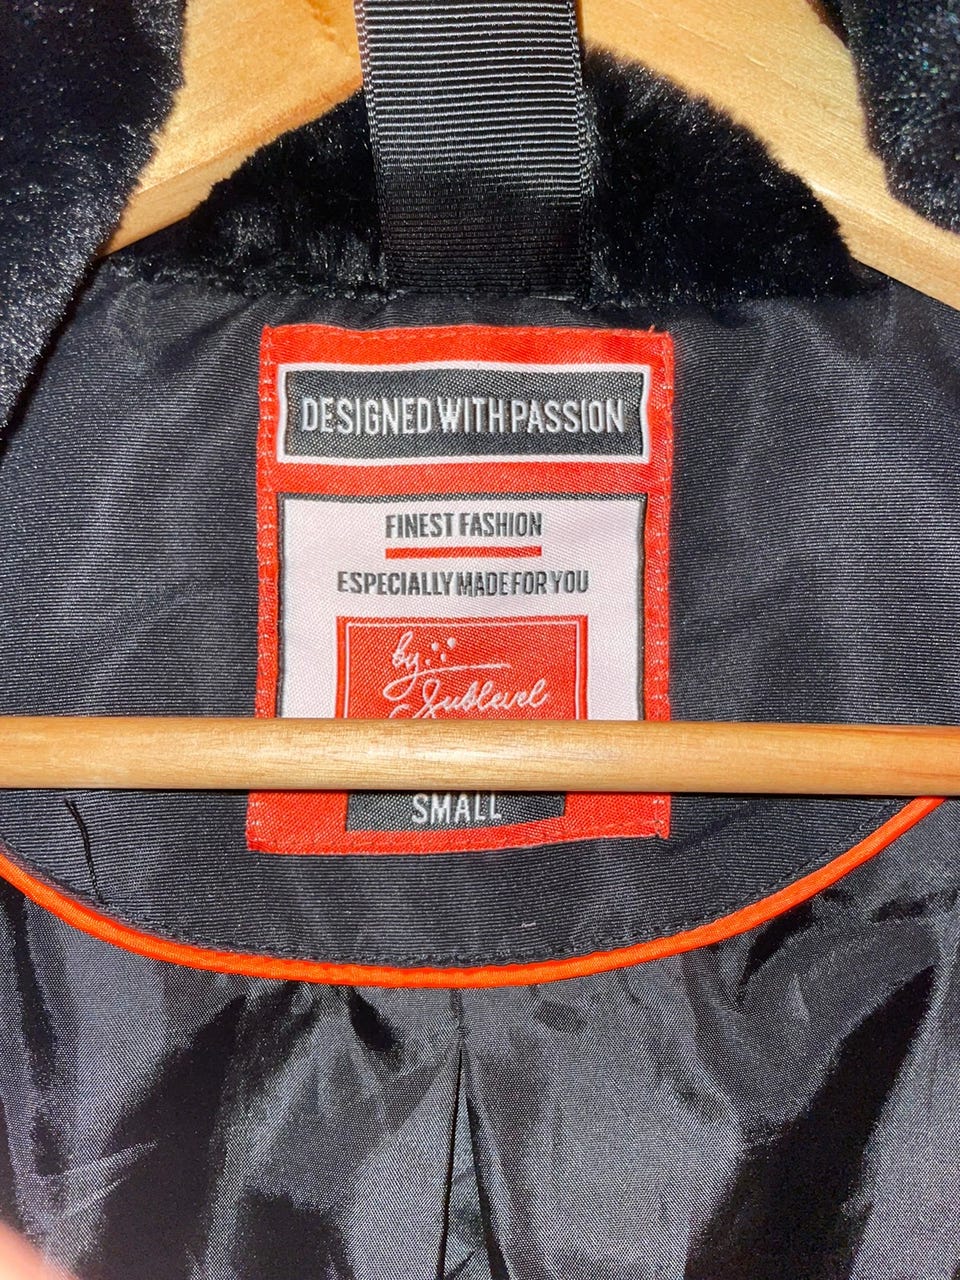 DESIGNED WITH PASSION
FINEST FASHION
ESPECIALLY MADE FOR YOU
by
Sublevel
SMALL